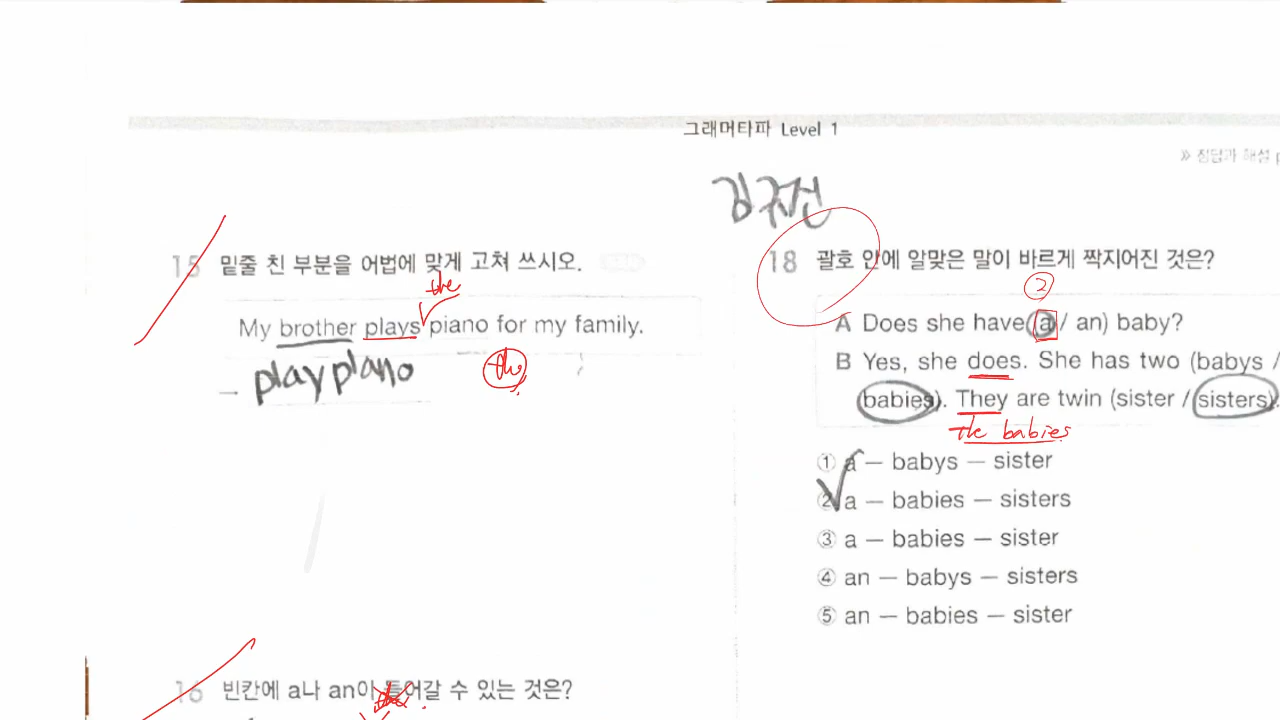 그래머타파 Level 1
» 정답과 해설 p
15 밑줄 친 부분을 어법에 맞게 고쳐 쓰시오.
the
My brother plays piano for my family.
– play piano
the
16 빈칸에 a나 an이 들어갈 수 있는 것은?
18 괄호 안에 알맞은 말이 바르게 짝지어진 것은?
②
A Does she have (a / an) baby?
B Yes, she does. She has two (babys /
babies). They are twin (sister / sisters).
the babies
① a – babys – sister
② a – babies – sisters
③ a – babies – sister
④ an – babys – sisters
⑤ an – babies – sister